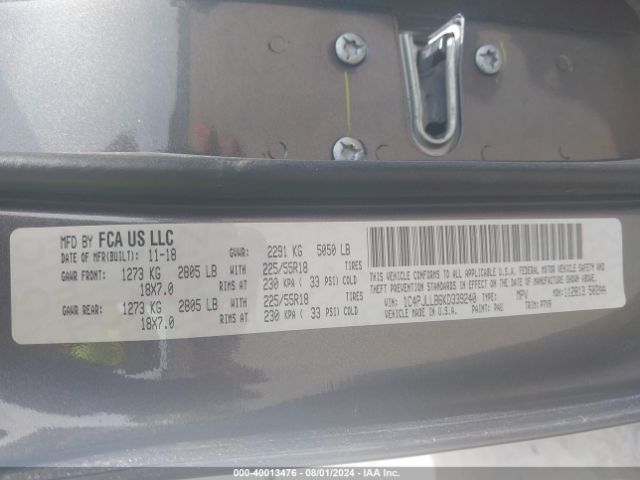 MFD BY FCA US LLC
DATE OF MFR(BUILT): 11-18 GVWR: 2291 KG 5050 LB
GAWR FRONT: 1273 KG 2805 LB WITH 225/55R18 TIRES
18X7.0 RIMS AT 230 KPA ( 33 PSI) COLD
GAWR REAR: 1273 KG 2805 LB WITH 225/55R18 TIRES
18X7.0 RIMS AT 230 KPA ( 33 PSI) COLD
THIS VEHICLE CONFORMS TO ALL APPLICABLE
U.S.A. FEDERAL MOTOR VEHICLE SAFETY AND
THEFT PREVENTION STANDARDS IN EFFECT ON THE DATE OF MANUFACTURE SHOWN ABOVE.
VIN: 1C4PJLLB6KD339240 TYPE: MPV MDH: 112813 502AA
VEHICLE MADE IN U.S.A. PAINT: PAU TRIM:
000-40013476 - 08/01/2024 - IAA Inc.